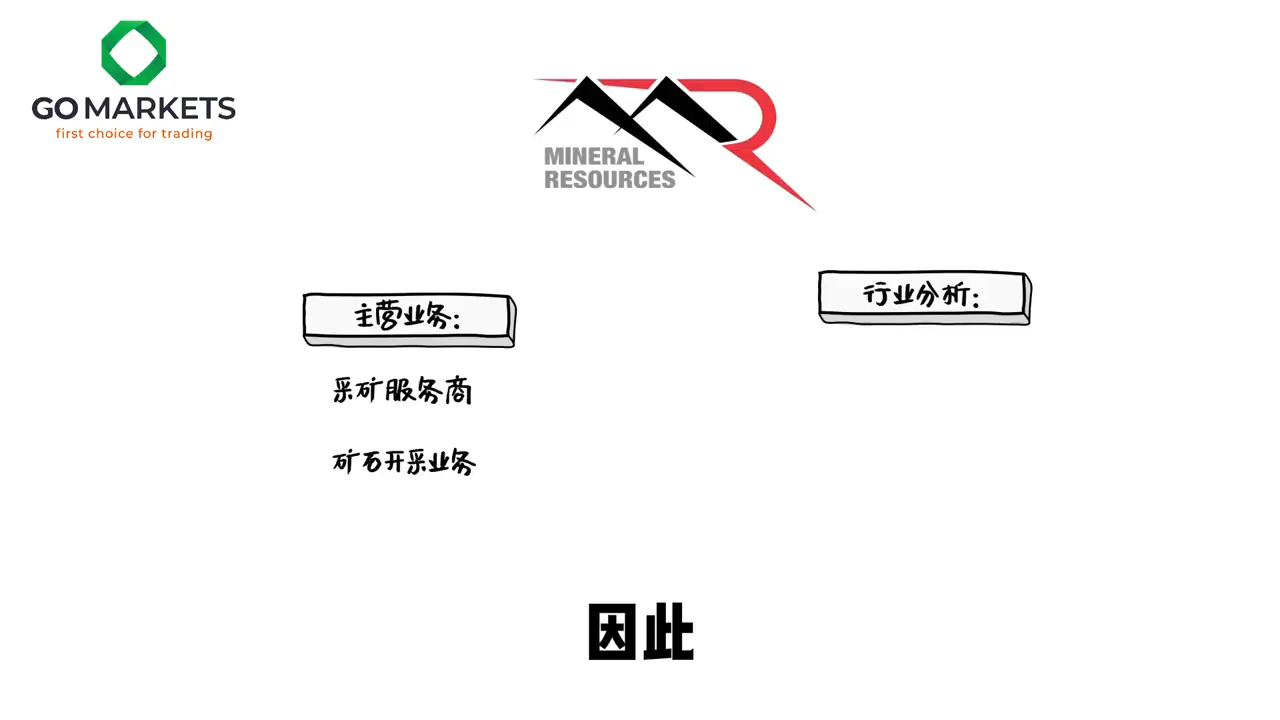 GO MARKETS
first choice for trading
MINERAL
RESOURCES
主营业务:
采矿服务商
矿石开采业务
行业分析:
因此